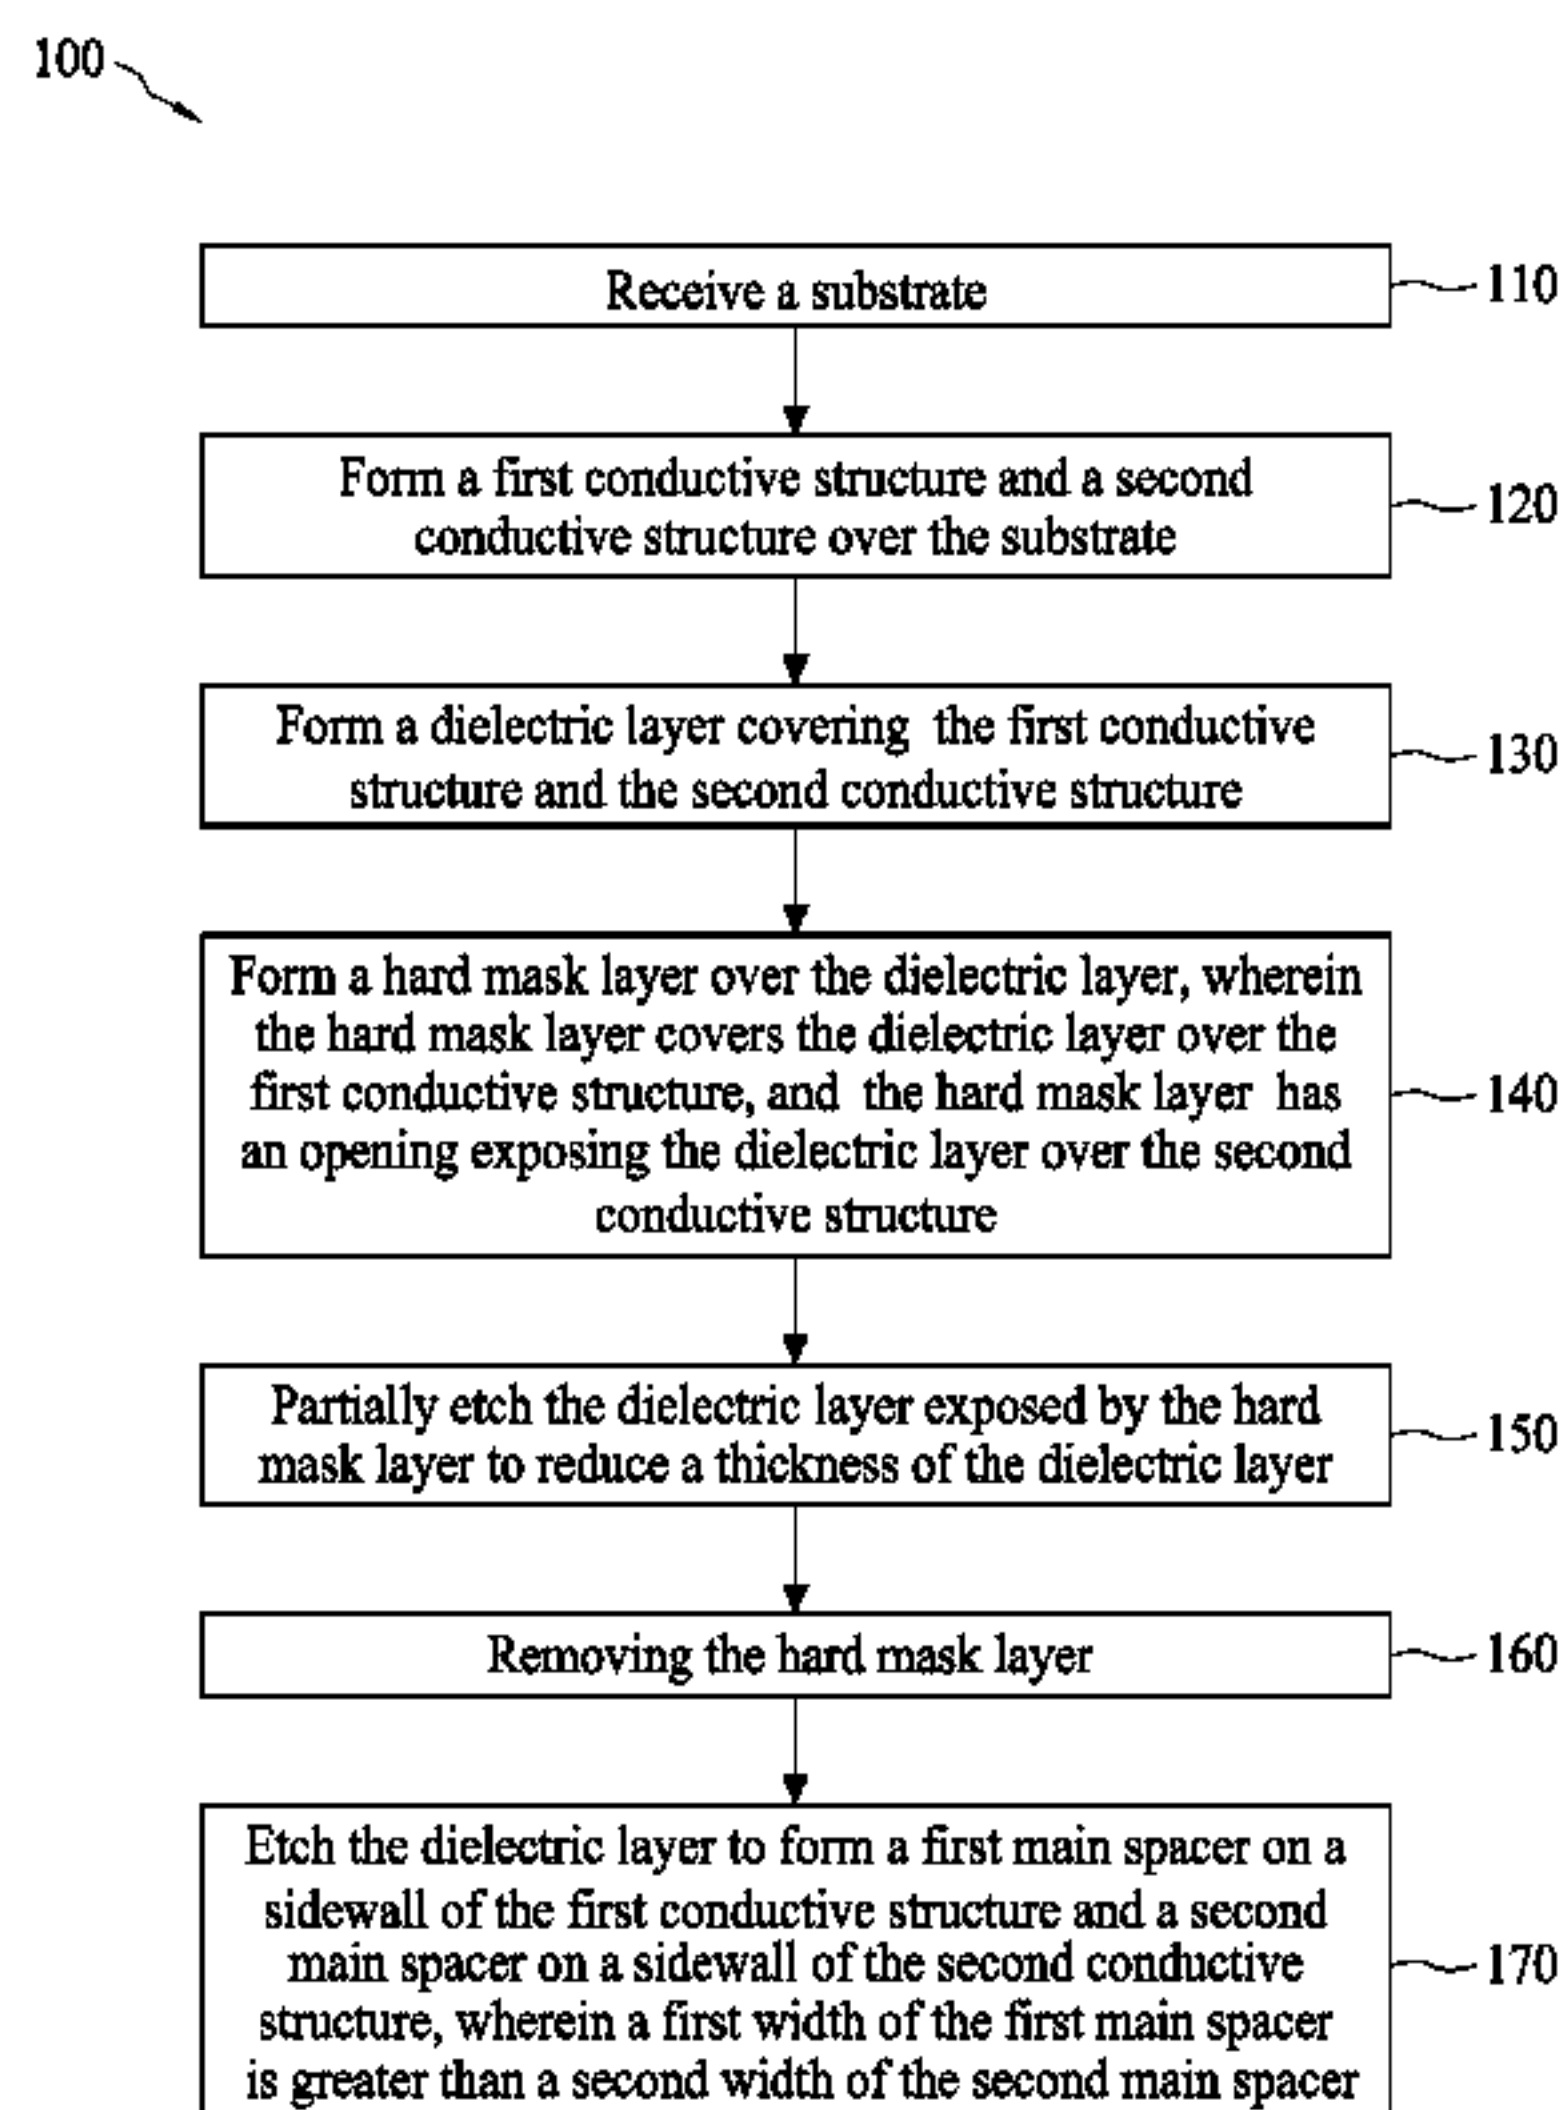 100
Receive a substrate
110
Form a first conductive structure and a second
conductive structure over the substrate
120
Form a dielectric layer covering the first conductive
structure and the second conductive structure
130
Form a hard mask layer over the dielectric layer, wherein
the hard mask layer covers the dielectric layer over the
first conductive structure, and the hard mask layer has
an opening exposing the dielectric layer over the second
conductive structure
140
Partially etch the dielectric layer exposed by the hard
mask layer to reduce a thickness of the dielectric layer
150
Removing the hard mask layer
160
Etch the dielectric layer to form a first main spacer on a
sidewall of the first conductive structure and a second
main spacer on a sidewall of the second conductive
structure, wherein a first width of the first main spacer
is greater than a second width of the second main spacer
170